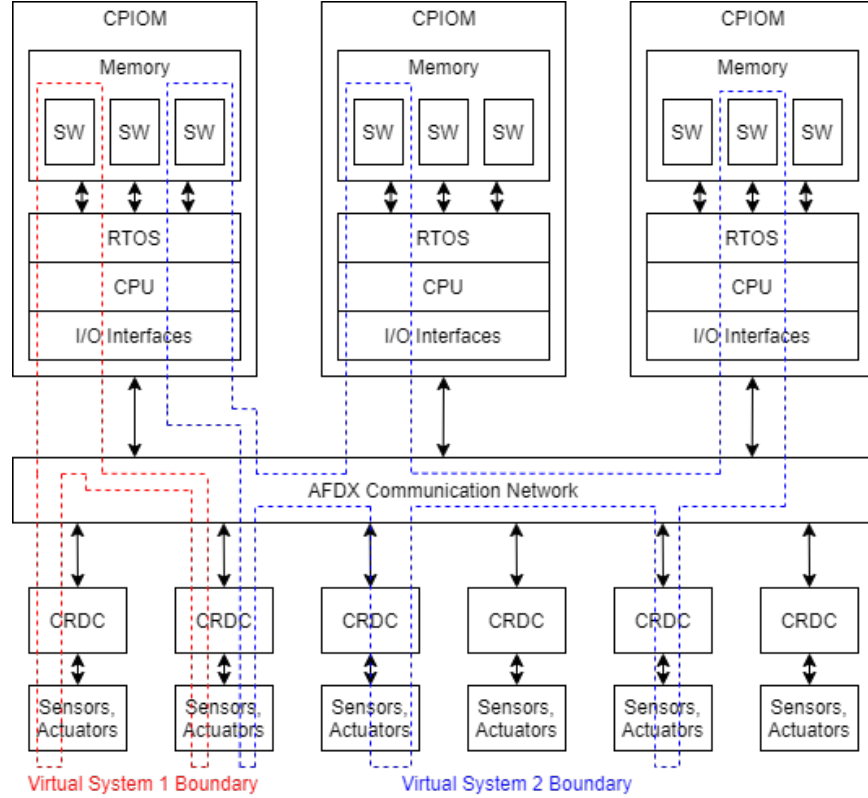 CPIOM CPIOM CPIOM
Memory Memory Memory
SW SW SW SW SW SW SW SW SW
RTOS RTOS RTOS
CPU CPU CPU
I/O Interfaces I/O Interfaces I/O Interfaces
AFDX Communication Network
CRDC CRDC CRDC CRDC CRDC CRDC
Sensors, Sensors, Sensors, Sensors, Sensors, Sensors,
Actuators Actuators Actuators Actuators Actuators Actuators
Virtual System 1 Boundary Virtual System 2 Boundary